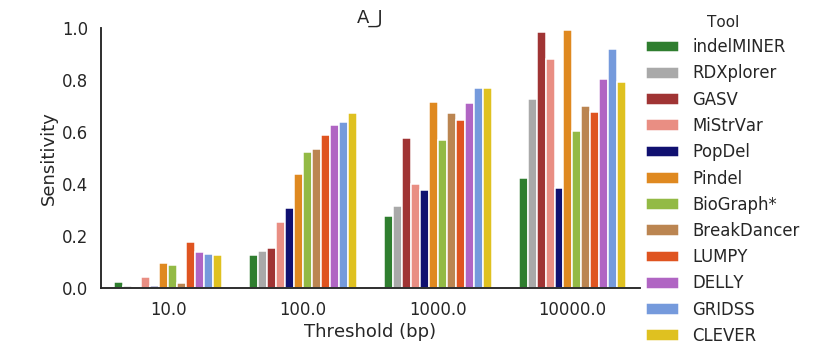 A_J
Sensitivity
1.0
0.8
0.6
0.4
0.2
0.0
10.0 100.0 1000.0 10000.0
Threshold (bp)
Tool
indelMINER
RDXplorer
GASV
MiStrVar
PopDel
Pindel
BioGraph*
BreakDancer
LUMPY
DELLY
GRIDSS
CLEVER